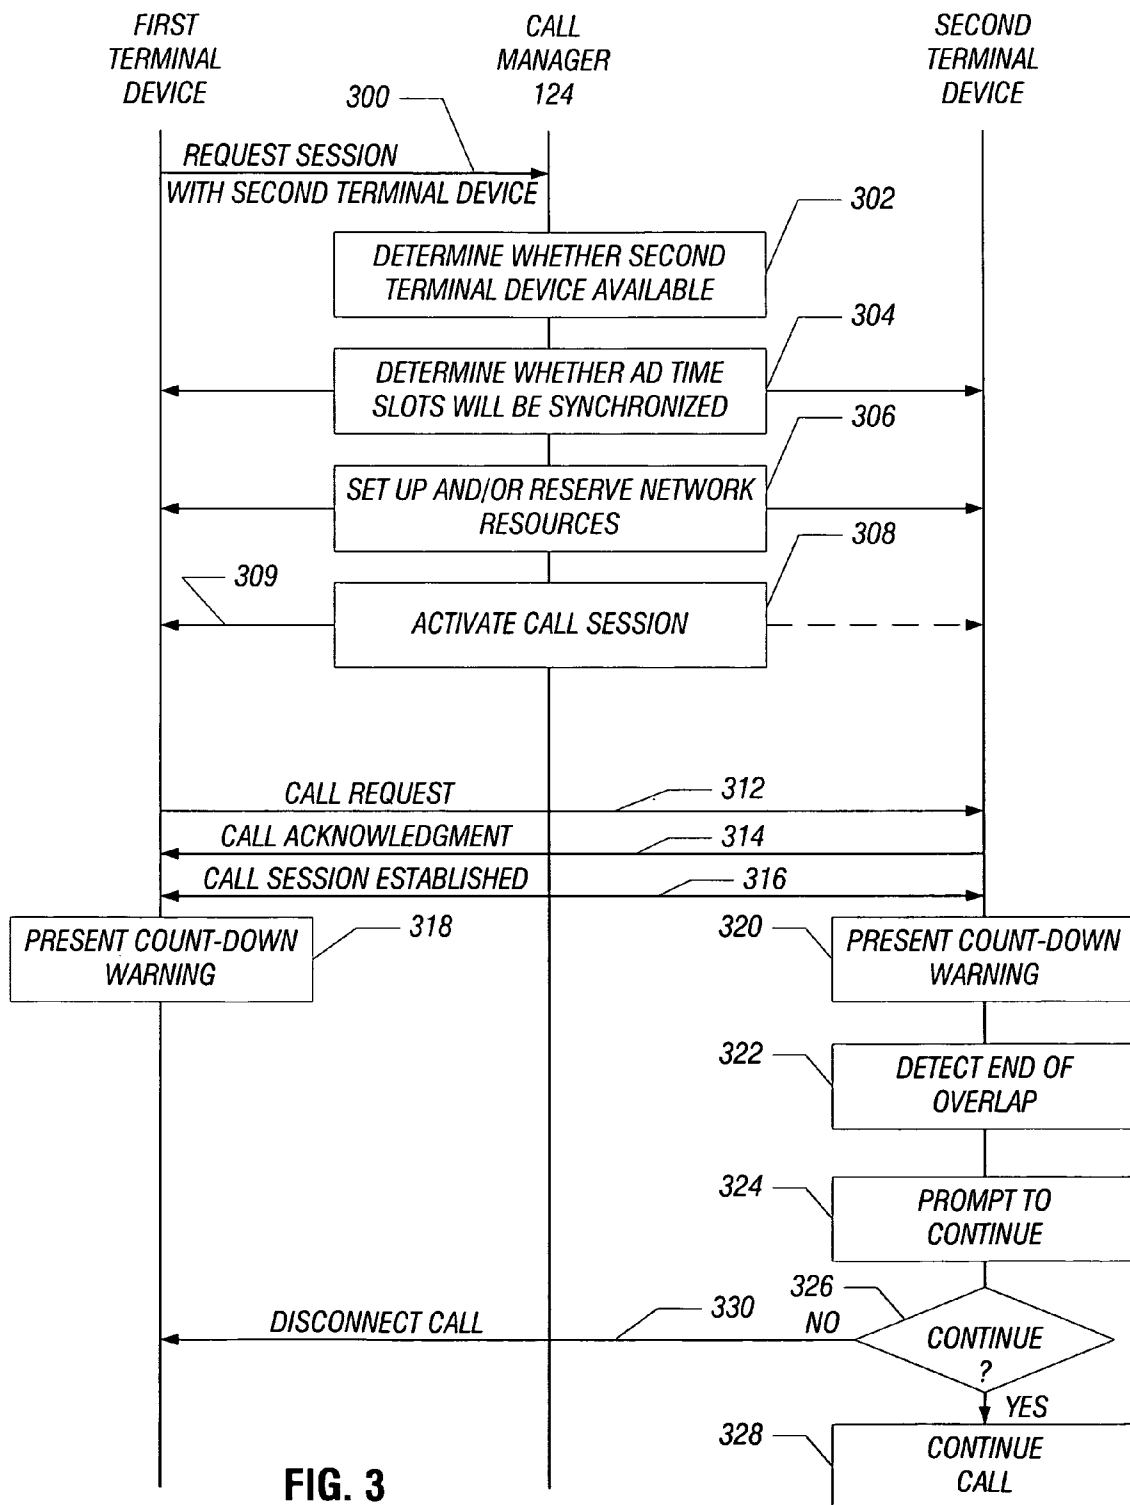 FIRST
TERMINAL
DEVICE
CALL
MANAGER
124
SECOND
TERMINAL
DEVICE
300
REQUEST SESSION
WITH SECOND TERMINAL DEVICE
302
DETERMINE WHETHER SECOND
TERMINAL DEVICE AVAILABLE
304
DETERMINE WHETHER AD TIME
SLOTS WILL BE SYNCHRONIZED
306
SET UP AND/OR RESERVE NETWORK
RESOURCES
308
309
ACTIVATE CALL SESSION
CALL REQUEST
312
CALL ACKNOWLEDGMENT
314
CALL SESSION ESTABLISHED
316
PRESENT COUNT-DOWN
WARNING
318
320
PRESENT COUNT-DOWN
WARNING
322
DETECT END OF
OVERLAP
324
PROMPT TO
CONTINUE
326
DISCONNECT CALL
330
NO
CONTINUE
?
YES
328
CONTINUE
CALL
FIG. 3